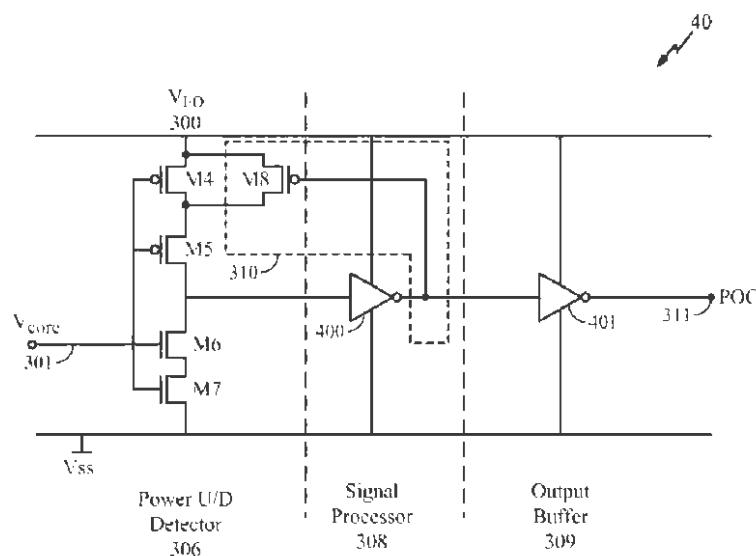 40
V_I/O
300
M4
M8
M5
310
400
401
311
POC
V_core
301
M6
M7
Vss
Power U/D
Detector
306
Signal
Processor
308
Output
Buffer
309